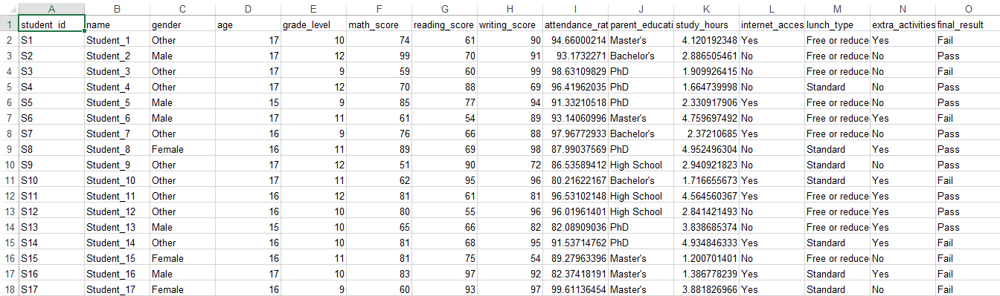 A B C D E F G H I J K L M N O
1 student_id name gender age grade_level math_score reading_score writing_score attendance_rat parent_educati study_hours internet_acces lunch_type extra_activities final_result
2 S1 Student_1 Other 17 10 74 61 90 94.66000214 Master's 4.120192348 Yes Free or reduce Yes Fail
3 S2 Student_2 Male 17 12 99 70 91 93.1732271 Bachelor's 2.886505461 No Free or reduce No Pass
4 S3 Student_3 Other 17 9 59 60 99 98.63109829 PhD 1.909926415 No Free or reduce No Fail
5 S4 Student_4 Other 17 12 70 88 69 96.41962035 PhD 1.664739998 No Standard No Pass
6 S5 Student_5 Male 15 9 85 77 94 91.33210518 PhD 2.330917906 Yes Free or reduce No Pass
7 S6 Student_6 Male 17 11 61 54 89 93.14060996 Master's 4.759697492 No Free or reduce Yes Fail
8 S7 Student_7 Other 16 9 76 66 88 97.96772933 Bachelor's 2.37210685 Yes Free or reduce No Pass
9 S8 Student_8 Female 16 11 89 69 98 87.99037569 PhD 4.952496304 No Standard Yes Pass
10 S9 Student_9 Other 17 12 51 90 72 86.53589412 High School 2.940921823 No Standard No Pass
11 S10 Student_10 Other 17 11 62 95 96 80.21622167 Bachelor's 1.716655673 Yes Standard Yes Fail
12 S11 Student_11 Other 16 12 81 61 81 96.53102148 High School 4.564560367 Yes Free or reduce Yes Pass
13 S12 Student_12 Other 16 10 80 55 96 96.01961401 High School 2.841421493 No Free or reduce Yes Pass
14 S13 Student_13 Male 15 10 65 66 82 82.08909036 PhD 3.838685374 No Free or reduce Yes Fail
15 S14 Student_14 Other 16 10 81 68 95 91.53714762 PhD 4.934846333 Yes Standard Yes Fail
16 S15 Student_15 Female 16 11 81 75 54 89.27963396 Master's 1.200701401 No Free or reduce No Fail
17 S16 Student_16 Male 17 10 83 97 92 82.37418191 Master's 1.386778239 Yes Standard Yes Fail
18 S17 Student_17 Female 16 9 60 93 97 99.61136454 Master's 3.881826966 Yes Standard No Fail